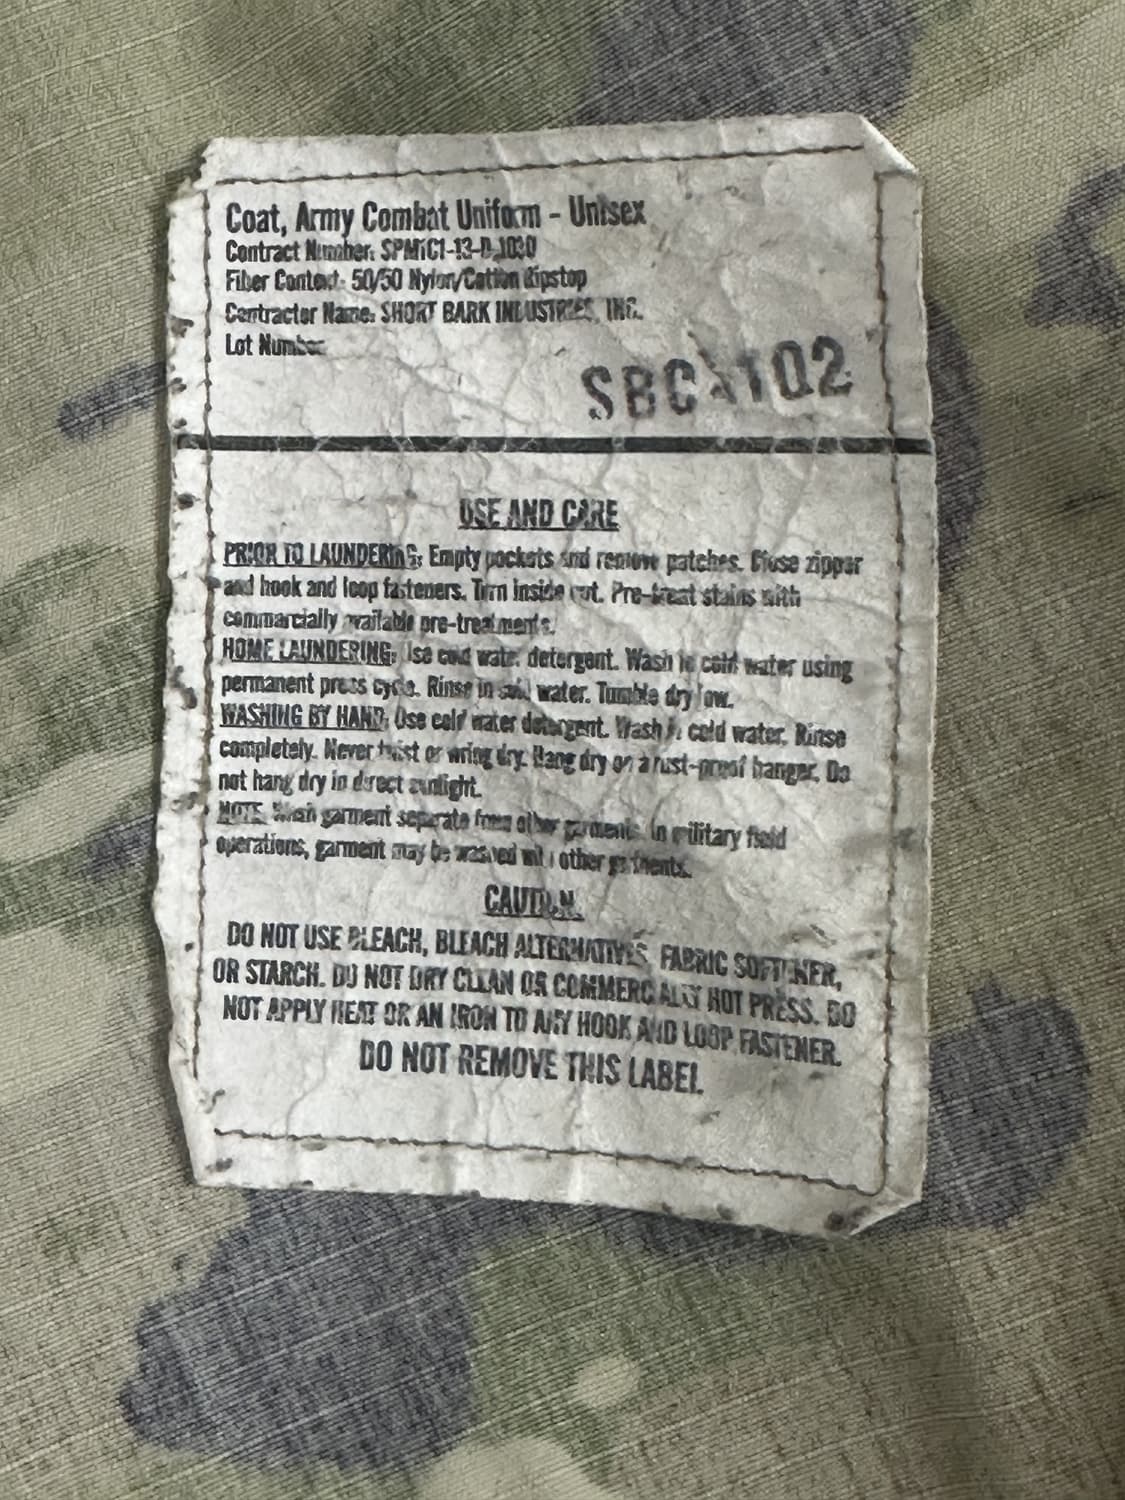 Coat, Army Combat Uniform - Unisex
Contract Number:
Fiber Content: 50/50 Nylon/Cotton Ripstop
Contractor Name: SHORT BARK INDUSTRIES, INC.
Lot Number
USE AND CARE
PRIOR TO LAUNDERING: Empty pockets and remove patches. Close zipper
and hook and loop fasteners. Turn inside out. Pre-treat stains with
commercially available pre-treatments.
HOME LAUNDERING: Use cold water detergent. Wash in cold water using
permanent press cycle. Rinse in cold water. Tumble dry low.
WASHING BY HAND: Use cold water detergent. Wash in cold water. Rinse
completely. Never twist or wring dry. Hang dry on a rust-proof hanger. Do
not hang dry in direct sunlight.
NOTE: Wash garment separate from other garments. In military field
operations, garment may be washed with other garments.
CAUTION
DO NOT USE BLEACH, BLEACH ALTERNATIVES, FABRIC SOFTENER,
OR STARCH. DO NOT DRY CLEAN OR COMMERCIALLY HOT PRESS. DO
NOT APPLY HEAT OR AN IRON TO ANY HOOK AND LOOP FASTENER.
DO NOT REMOVE THIS LABEL.